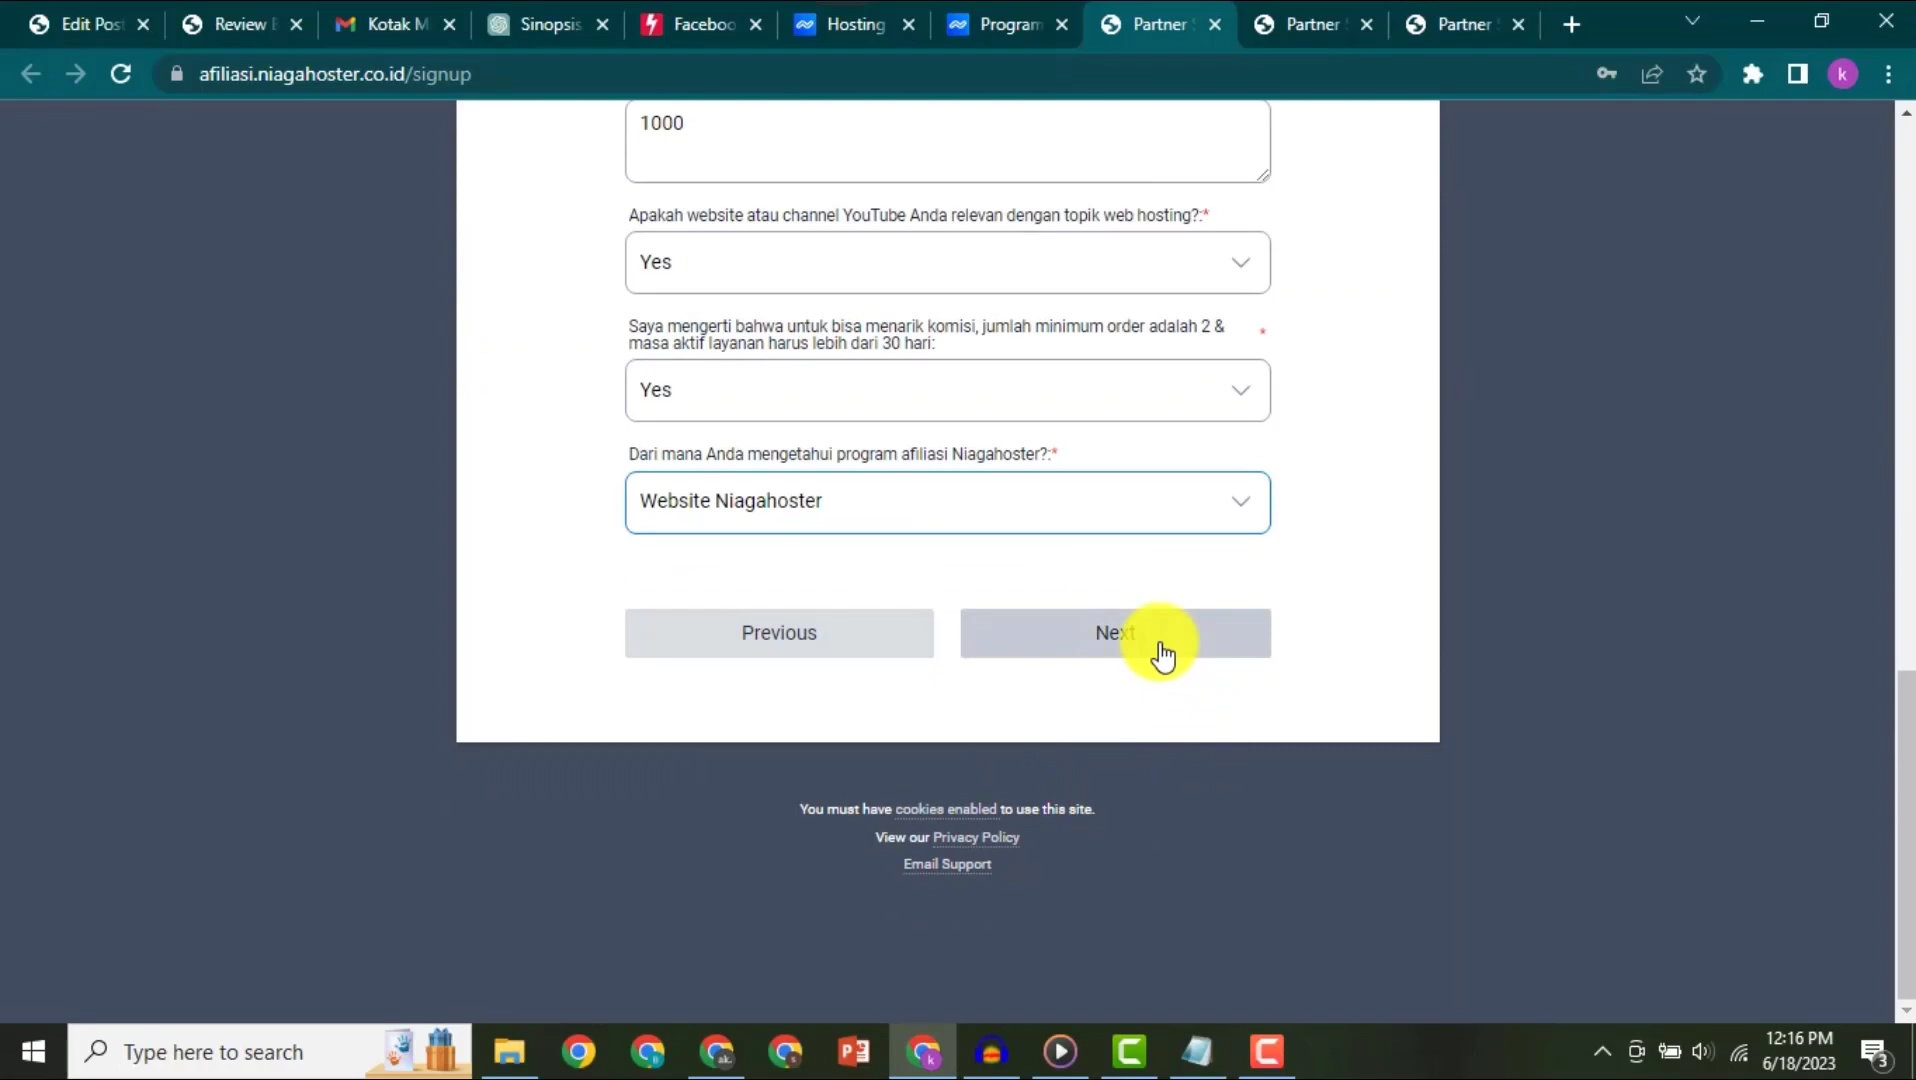 Edit Post
Review
Kotak M
Sinopsis
Faceboo
Hosting
Program
Partner
Partner
Partner
afiliasi.niagahoster.co.id/signup
k
1000
Apakah website atau channel YouTube Anda relevan dengan topik web hosting?:*
Yes
Saya mengerti bahwa untuk bisa menarik komisi, jumlah minimum order adalah 2 & *
masa aktif layanan harus lebih dari 30 hari:
Yes
Dari mana Anda mengetahui program afiliasi Niagahoster?:*
Website Niagahoster
Previous
Next
You must have cookies enabled to use this site.
View our Privacy Policy
Email Support
Type here to search
12:16 PM
6/18/2023
3